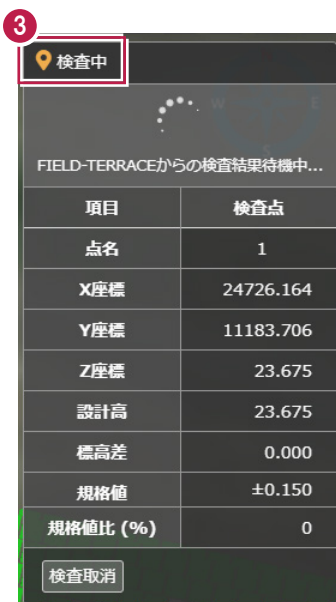 3
検査中
W E
S
FIELD-TERRACEからの検査結果待機中...
項目 検査点
点名 1
X座標 24726.164
Y座標 11183.706
Z座標 23.675
設計高 23.675
標高差 0.000
規格値 ±0.150
規格値比 (%) 0
検査取消